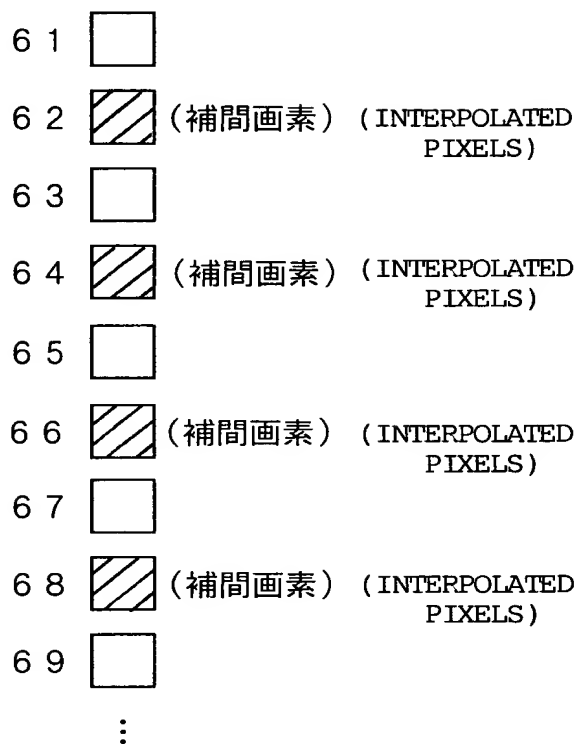 ６１
６２ （補間画素） (INTERPOLATED
PIXELS)
６３
６４ （補間画素） (INTERPOLATED
PIXELS)
６５
６６ （補間画素） (INTERPOLATED
PIXELS)
６７
６８ （補間画素） (INTERPOLATED
PIXELS)
６９
⋮